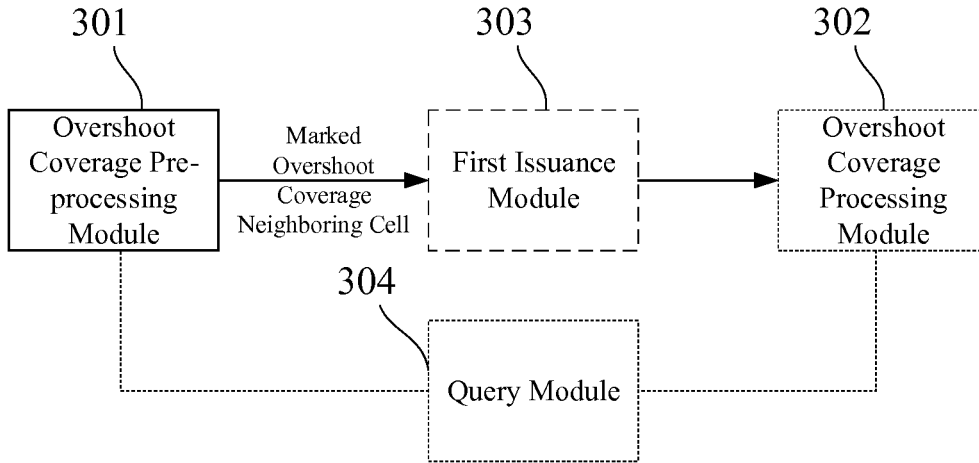 301
303
302
Overshoot
Coverage Pre-
processing
Module
Marked
Overshoot
Coverage
Neighboring Cell
First Issuance
Module
Overshoot
Coverage
Processing
Module
304
Query Module